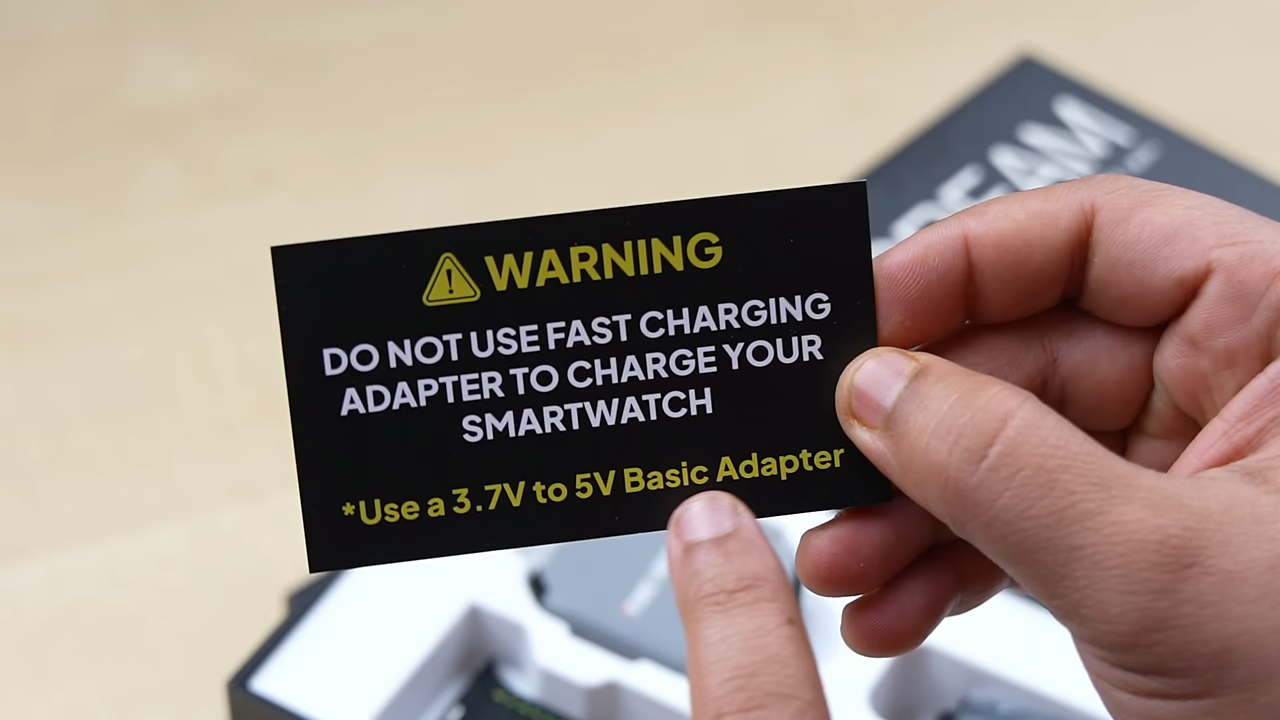 WARNING
DO NOT USE FAST CHARGING
ADAPTER TO CHARGE YOUR
SMARTWATCH
*Use a 3.7V to 5V Basic Adapter